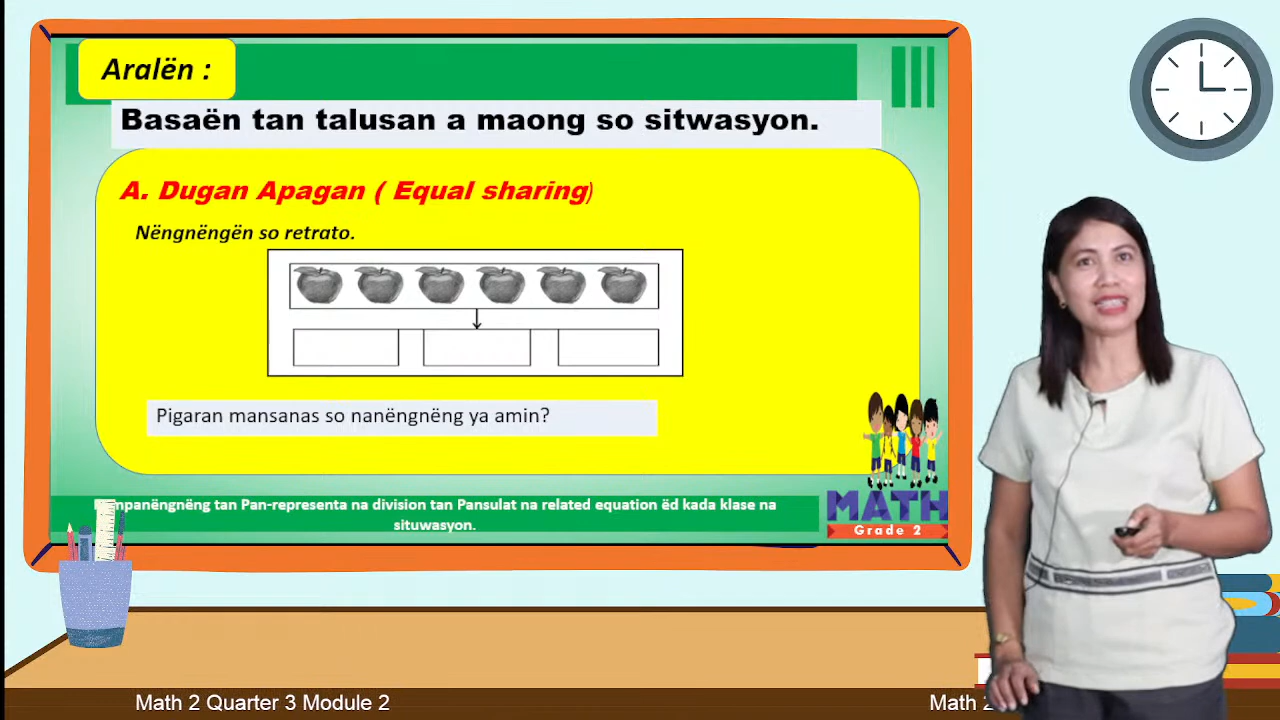 Aralën :
Basaën tan talusan a maong so sitwasyon.
A. Dugan Apagan ( Equal sharing)
Nëngnëngën so retrato.
Pigaran mansanas so nanëngnëng ya amin?
tan Pan-representa na division tan Pansulat na related equation ëd kada klase na
situwasyon.
MATH
Grade 2
Math 2 Quarter 3 Module 2
Math 2